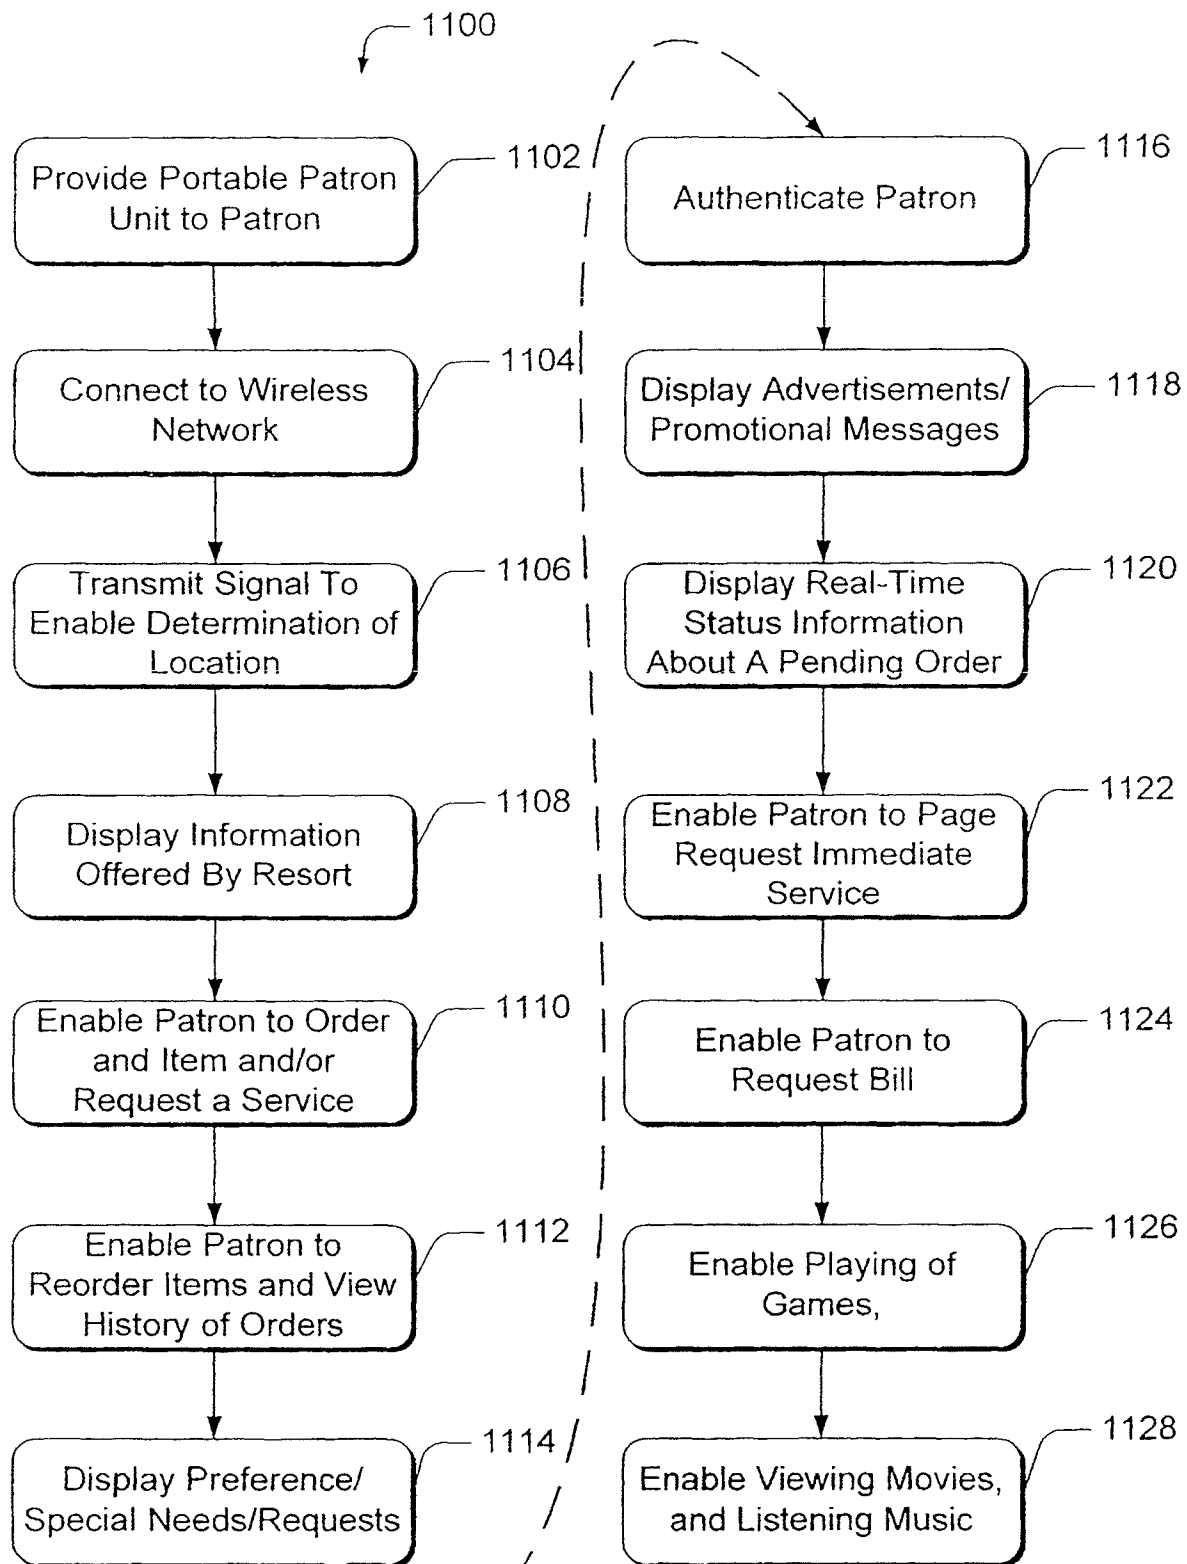 1100
Provide Portable Patron
Unit to Patron
1102
Connect to Wireless
Network
1104
Transmit Signal To
Enable Determination of
Location
1106
Display Information
Offered By Resort
1108
Enable Patron to Order
and Item and/or
Request a Service
1110
Enable Patron to
Reorder Items and View
History of Orders
1112
Display Preference/
Special Needs/Requests
1114
Authenticate Patron
1116
Display Advertisements/
Promotional Messages
1118
Display Real-Time
Status Information
About A Pending Order
1120
Enable Patron to Page
Request Immediate
Service
1122
Enable Patron to
Request Bill
1124
Enable Playing of
Games,
1126
Enable Viewing Movies,
and Listening Music
1128